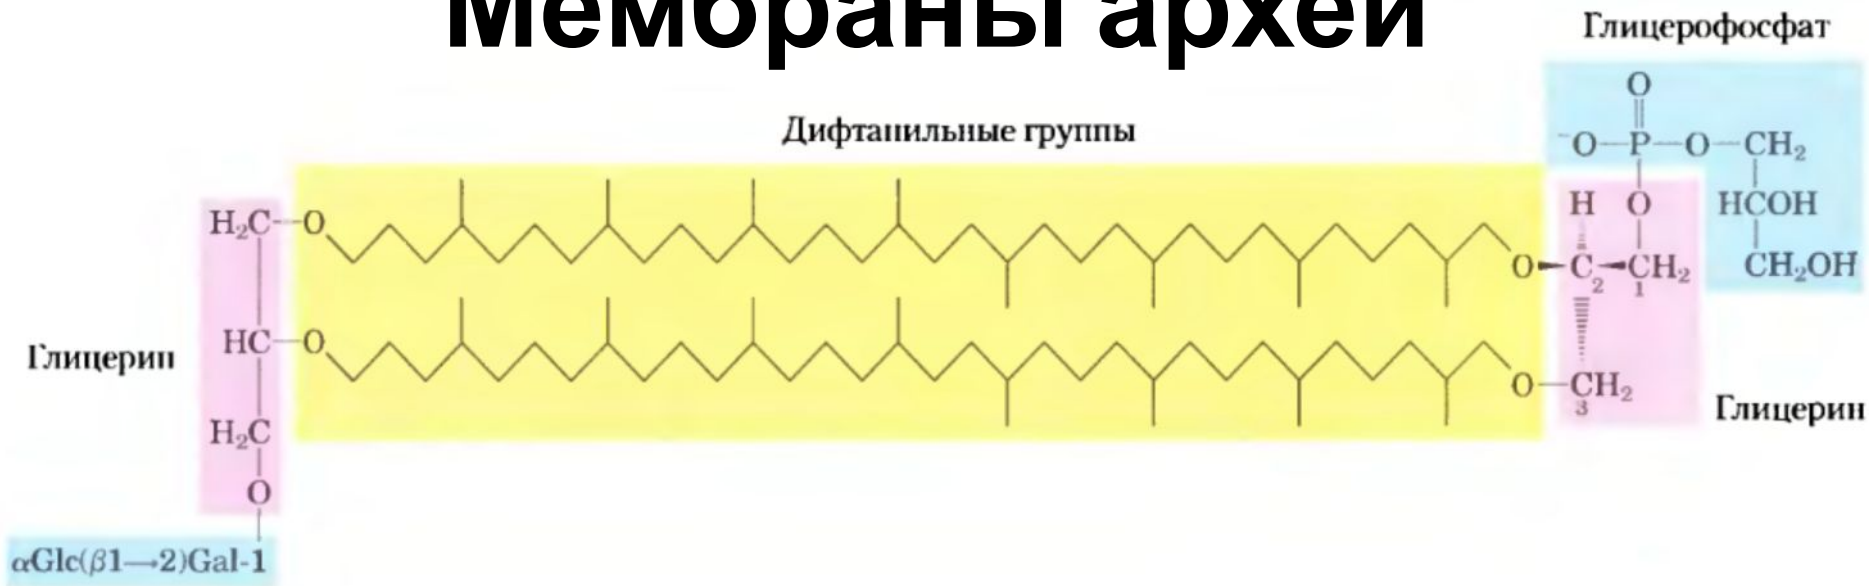 Мембраны архей
Глицерофосфат
Дифтанильные группы
O
⁻O—P—O—CH₂
H₂C—O
H O HCOH
O C CH₂ CH₂OH
2 1
HC—O
Глицерин
O—CH₂
3
Глицерин
H₂C
O
αGlc(β1→2)Gal-1